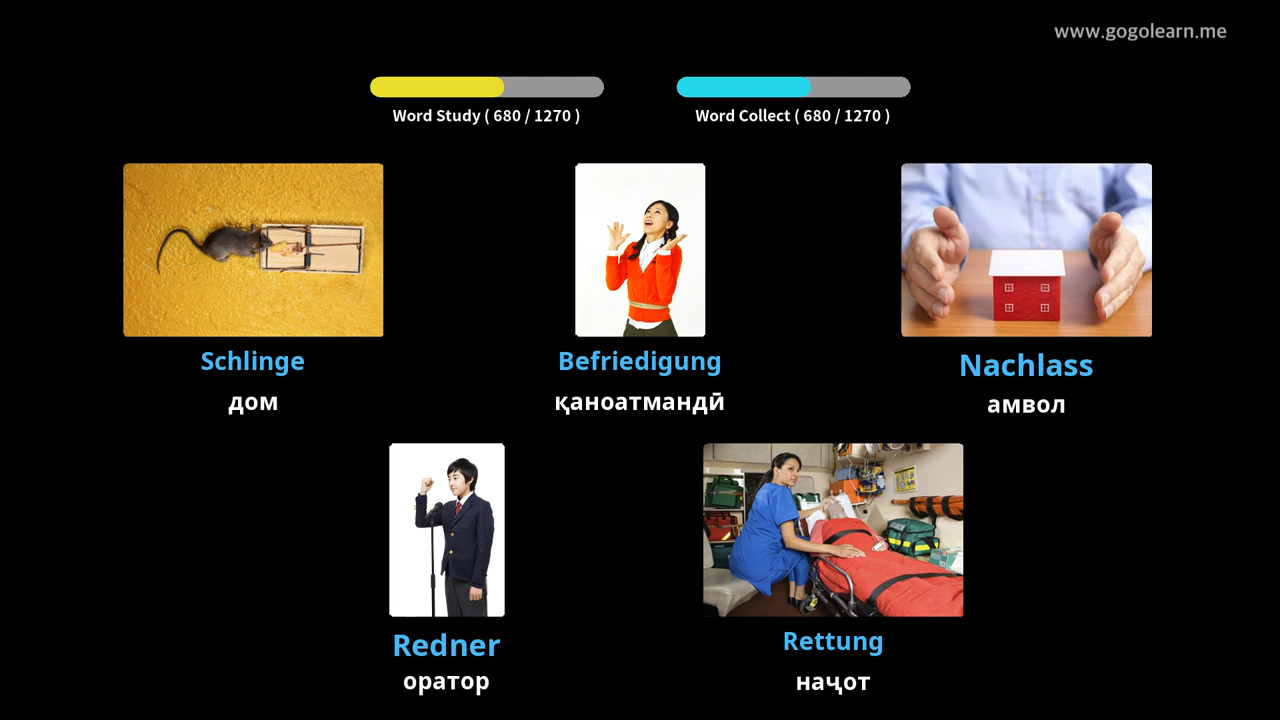 www.gogolearn.me
Word Study ( 680 / 1270 )
Word Collect ( 680 / 1270 )
Schlinge
дом
Befriedigung
қаноатмандӣ
Nachlass
амвол
Redner
оратор
Rettung
наҷот